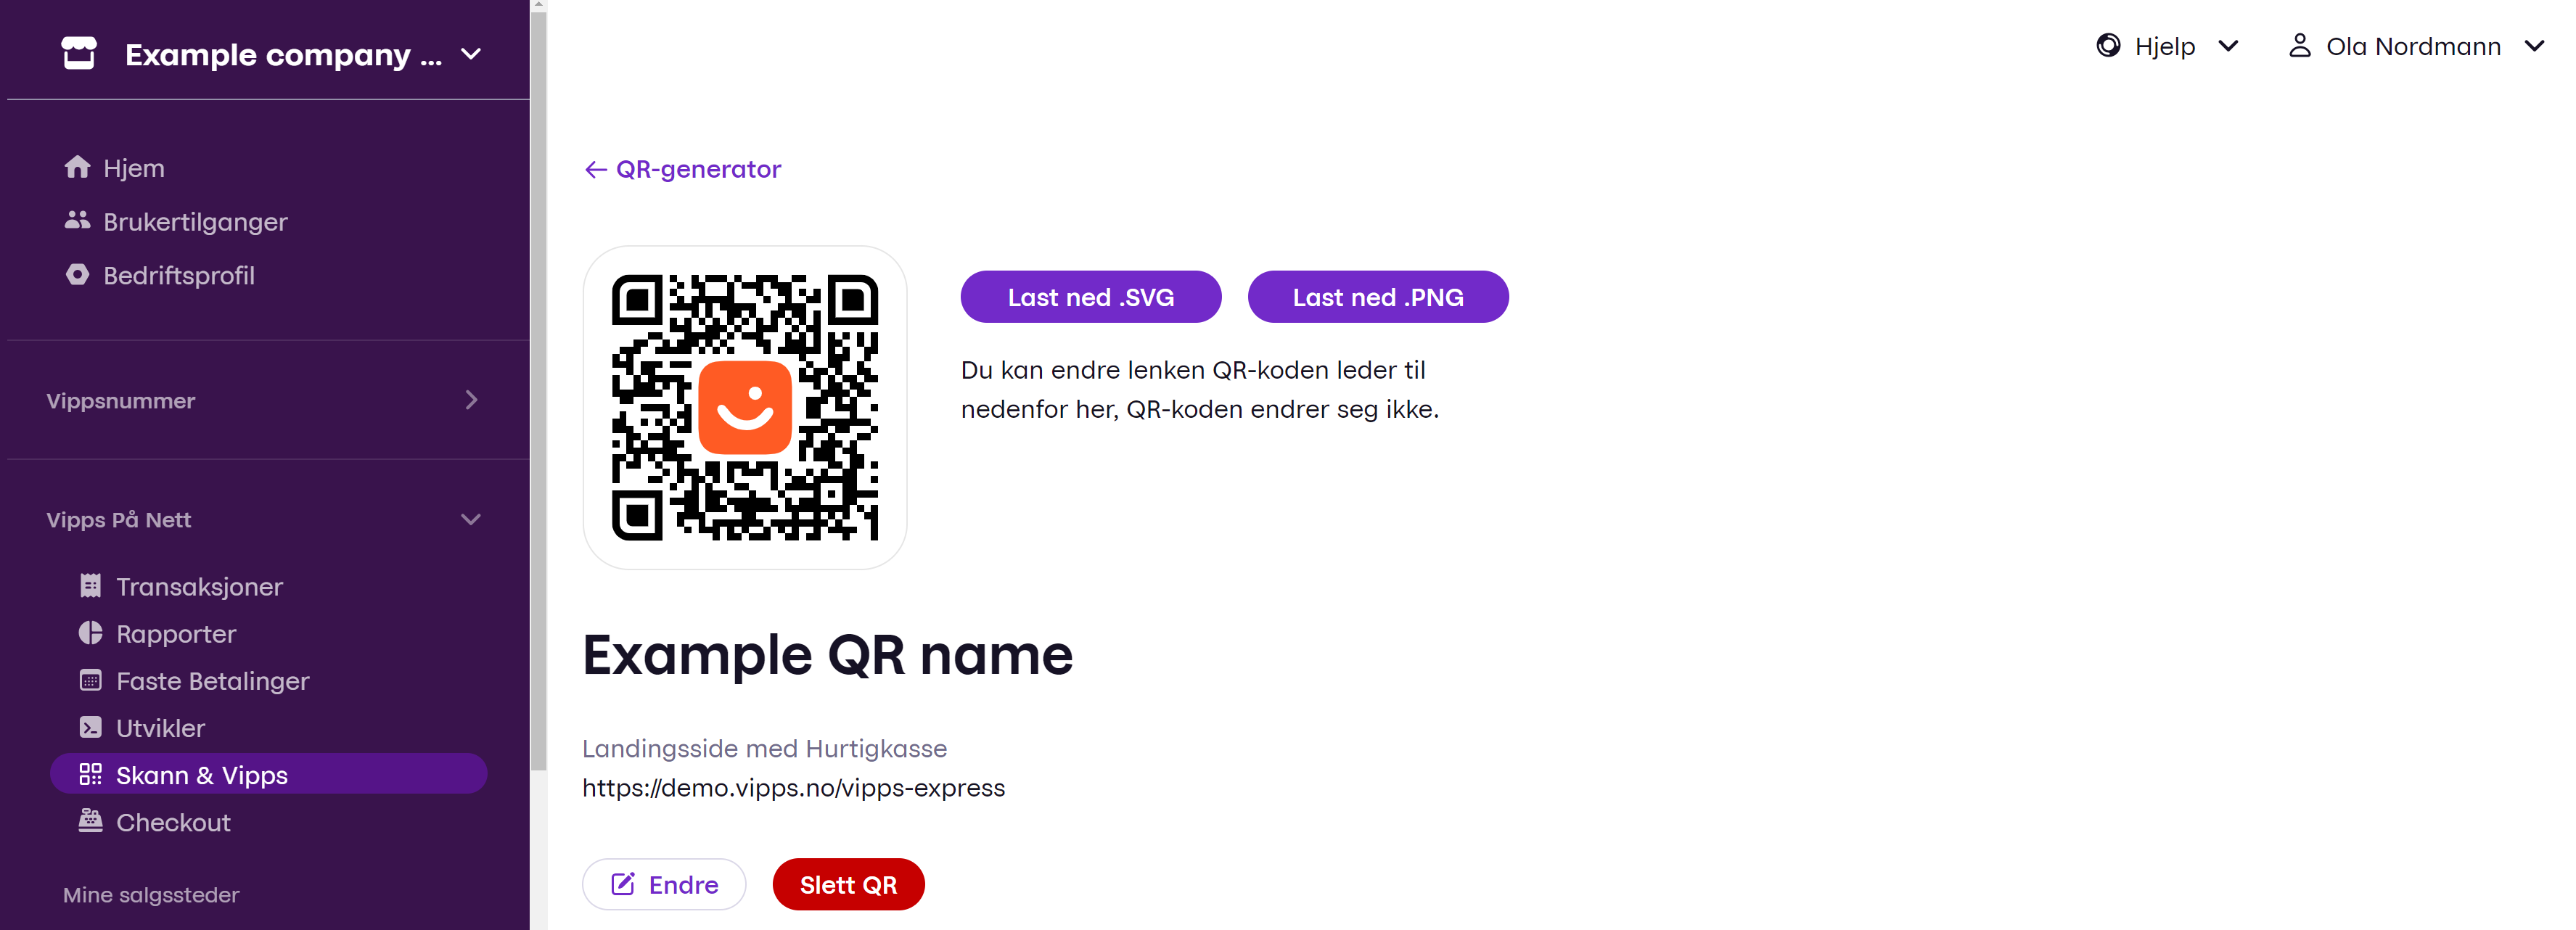 Example company ...
Hjem
Brukertilganger
Bedriftsprofil
Vippsnummer
Vipps På Nett
Transaksjoner
Rapporter
Faste Betalinger
Utvikler
Skann & Vipps
Checkout
Mine salgssteder
Hjelp
Ola Nordmann
← QR-generator
Last ned .SVG
Last ned .PNG
Du kan endre lenken QR-koden leder til
nedenfor her, QR-koden endrer seg ikke.
Example QR name
Landingsside med Hurtigkasse
https://demo.vipps.no/vipps-express
Endre
Slett QR